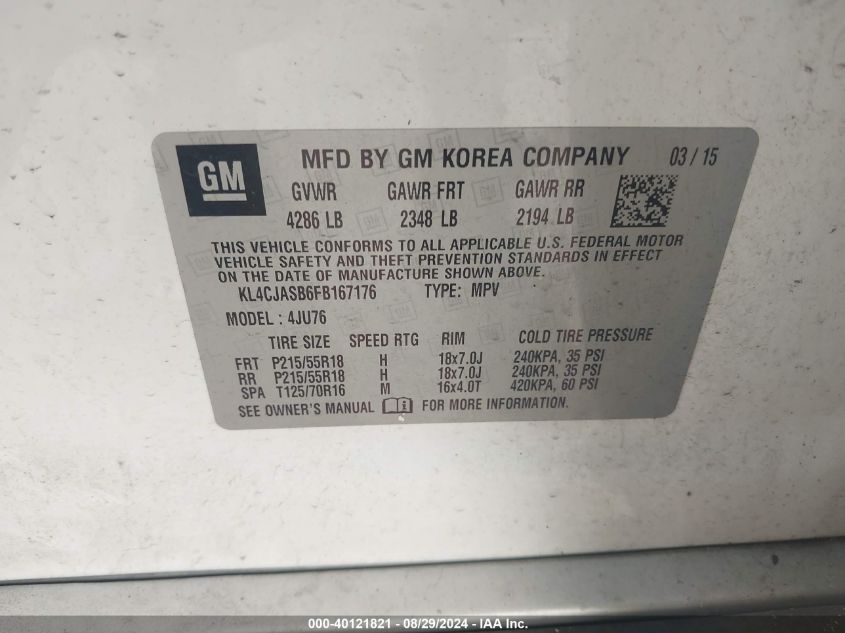 GM
MFD BY GM KOREA COMPANY 03 / 15
GVWR GAWR FRT GAWR RR
4286 LB 2348 LB 2194 LB
THIS VEHICLE CONFORMS TO ALL APPLICABLE U.S. FEDERAL MOTOR
VEHICLE SAFETY AND THEFT PREVENTION STANDARDS IN EFFECT
ON THE DATE OF MANUFACTURE SHOWN ABOVE.
KL4CJASB6FB167176 TYPE: MPV
MODEL : 4JU76
TIRE SIZE SPEED RTG RIM COLD TIRE PRESSURE
FRT P215/55R18 H 18x7.0J 240KPA, 35 PSI
RR P215/55R18 H 18x7.0J 240KPA, 35 PSI
SPA T125/70R16 M 16x4.0T 420KPA, 60 PSI
SEE OWNER'S MANUAL FOR MORE INFORMATION.
000-40121821 - 08/29/2024 - IAA Inc.